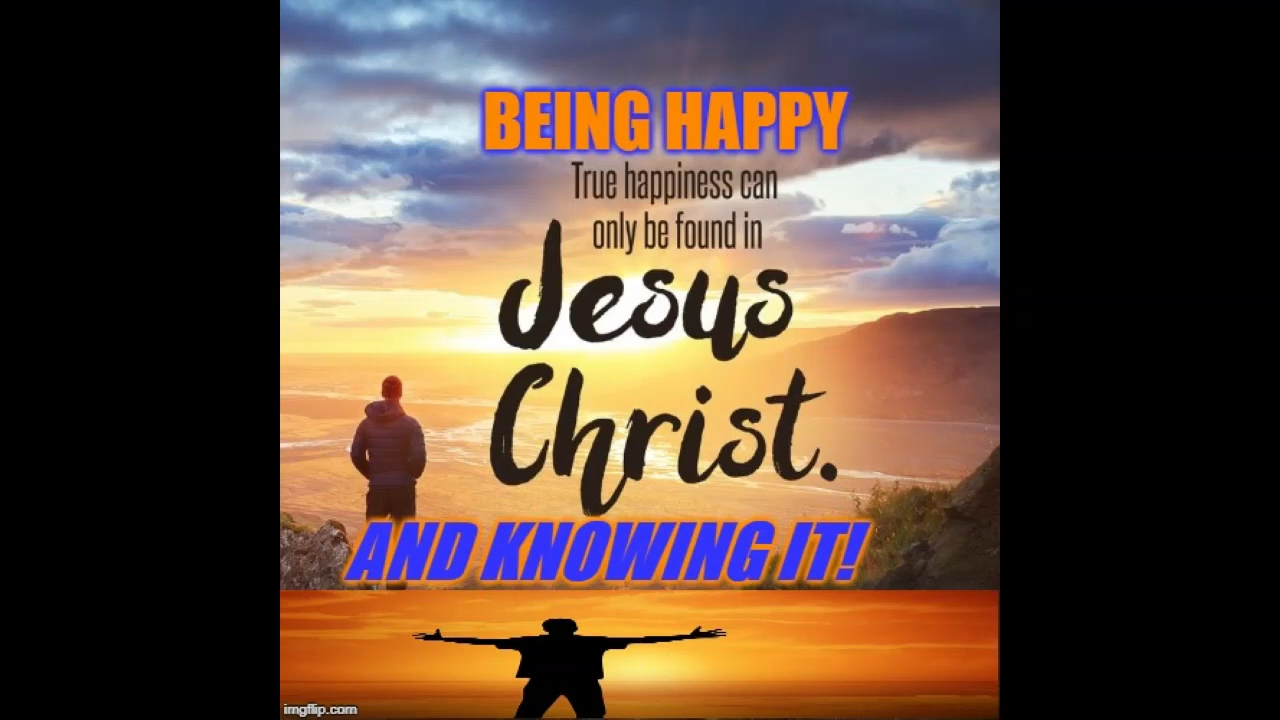 BEING HAPPY
True happiness can
only be found in
Jesus
Christ.
AND KNOWING IT!
imgflip.com